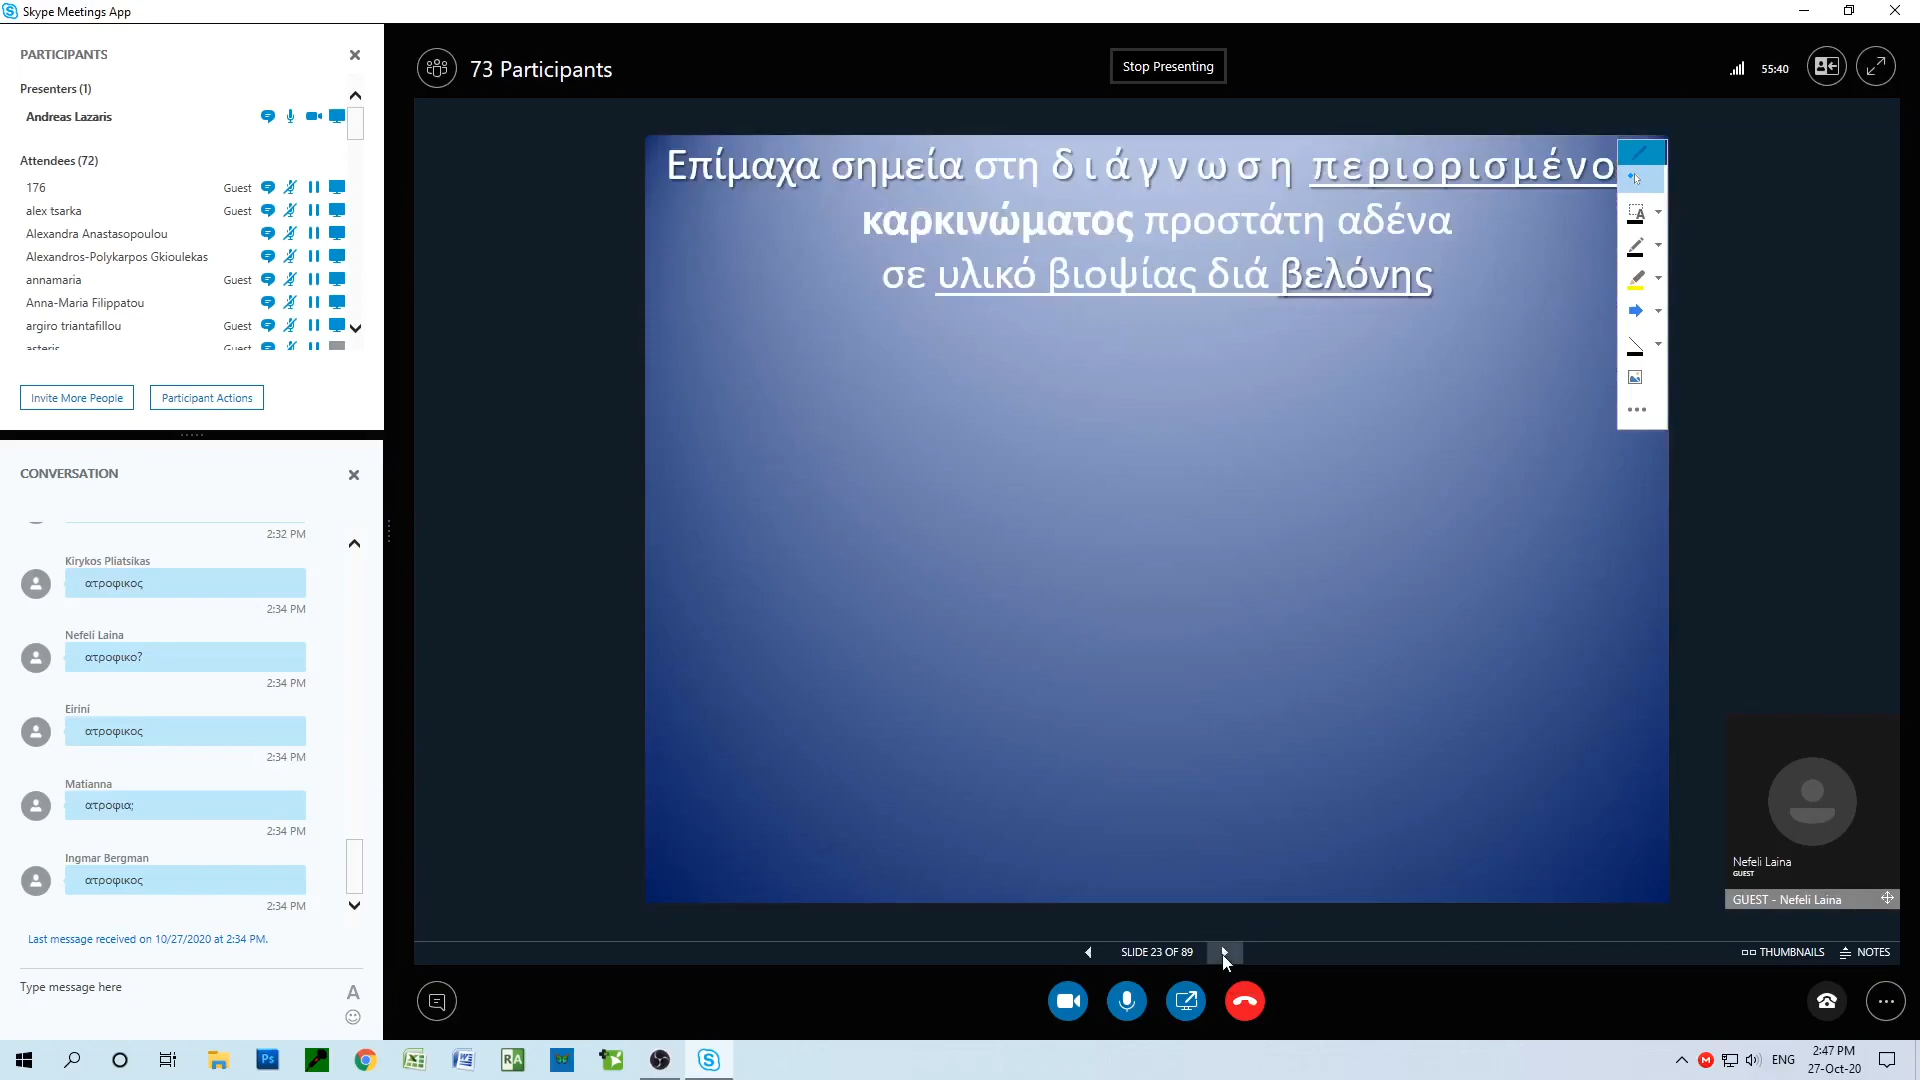 Skype Meetings App
PARTICIPANTS
Presenters (1)
Andreas Lazaris
Attendees (72)
176 Guest
alex tsarka Guest
Alexandra Anastasopoulou
Alexandros-Polykarpos Gkioulekas
annamaria Guest
Anna-Maria Filippatou
argiro triantafillou Guest
asteris Guest
Invite More People
Participant Actions
CONVERSATION
2:32 PM
Kirykos Pliatsikas
ατροφικος
2:34 PM
Nefeli Laina
ατροφικο?
2:34 PM
Eirini
ατροφικος
2:34 PM
Matianna
ατροφια;
2:34 PM
Ingmar Bergman
ατροφικος
2:34 PM
Last message received on 10/27/2020 at 2:34 PM.
Type message here
73 Participants
Stop Presenting
55:40
Επίμαχα σημεία στη διάγνωση περιορισμένο
καρκινώματος προστάτη αδένα
σε υλικό βιοψίας διά βελόνης
Nefeli Laina
GUEST
GUEST - Nefeli Laina
SLIDE 23 OF 89
THUMBNAILS
NOTES
ENG
2:47 PM
27-Oct-20